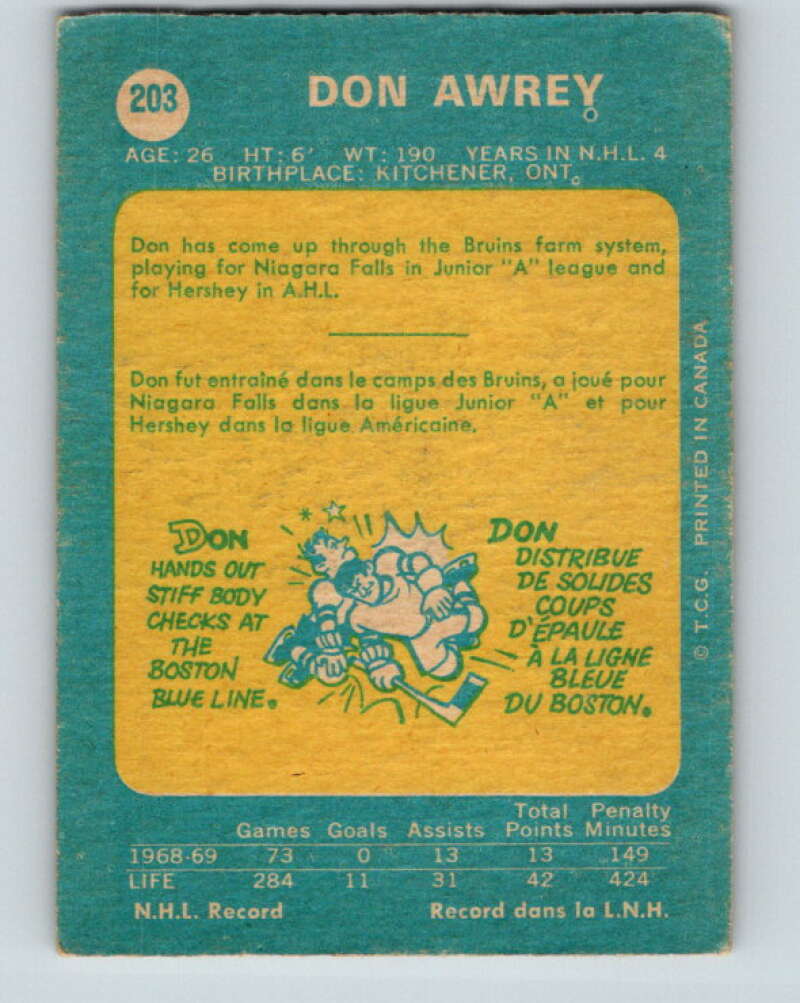 203
DON AWREY
AGE: 26 HT: 6' WT: 190 YEARS IN N.H.L. 4
BIRTHPLACE: KITCHENER, ONT.
Don has come up through the Bruins farm system,
playing for Niagara Falls in Junior "A" league and
for Hershey in A.H.L.
Don fut entraîné dans le camps des Bruins, a joué pour
Niagara Falls dans la ligue Junior "A" et pour
Hershey dans la ligue Américaine.
DON
HANDS OUT
STIFF BODY
CHECKS AT
THE
BOSTON
BLUE LINE.
DON
DISTRIBUE
DE SOLIDES
COUPS
D'ÉPAULE
À LA LIGNE
BLEUE
DU BOSTON.
© T.C.G. PRINTED IN CANADA
Total Penalty
Games Goals Assists Points Minutes
1968-69 73 0 13 13 149
LIFE 284 11 31 42 424
N.H.L. Record Record dans la L.N.H.